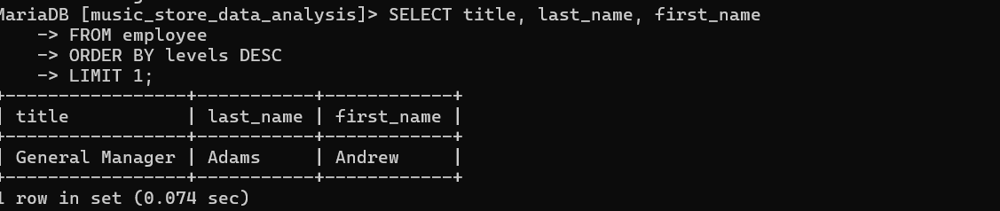 MariaDB [music_store_data_analysis]> SELECT title, last_name, first_name
    -> FROM employee
    -> ORDER BY levels DESC
    -> LIMIT 1;
+-----------------+-----------+------------+
| title           | last_name | first_name |
+-----------------+-----------+------------+
| General Manager | Adams     | Andrew     |
+-----------------+-----------+------------+
1 row in set (0.074 sec)